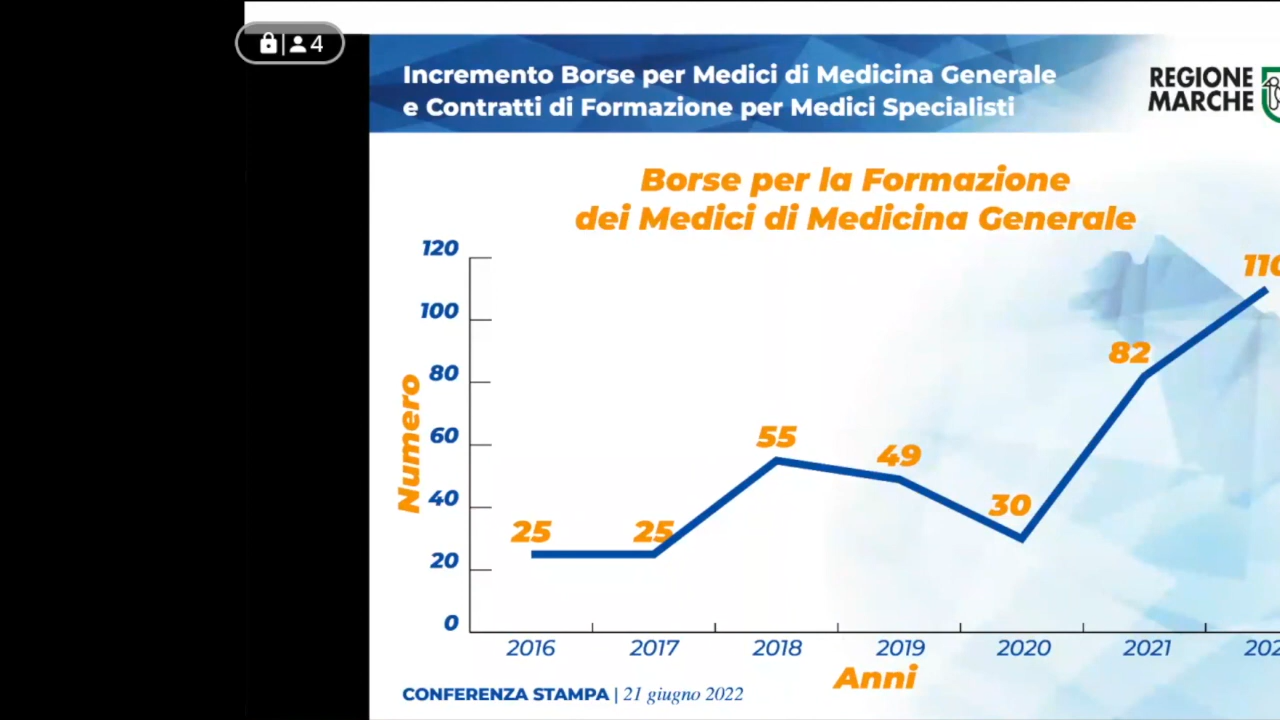 4
Incremento Borse per Medici di Medicina Generale
e Contratti di Formazione per Medici Specialisti
REGIONE
MARCHE
Borse per la Formazione
dei Medici di Medicina Generale
120
100
80
60
40
20
0
Numero
25
25
55
49
30
82
110
2016
2017
2018
2019
2020
2021
Anni
CONFERENZA STAMPA | 21 giugno 2022